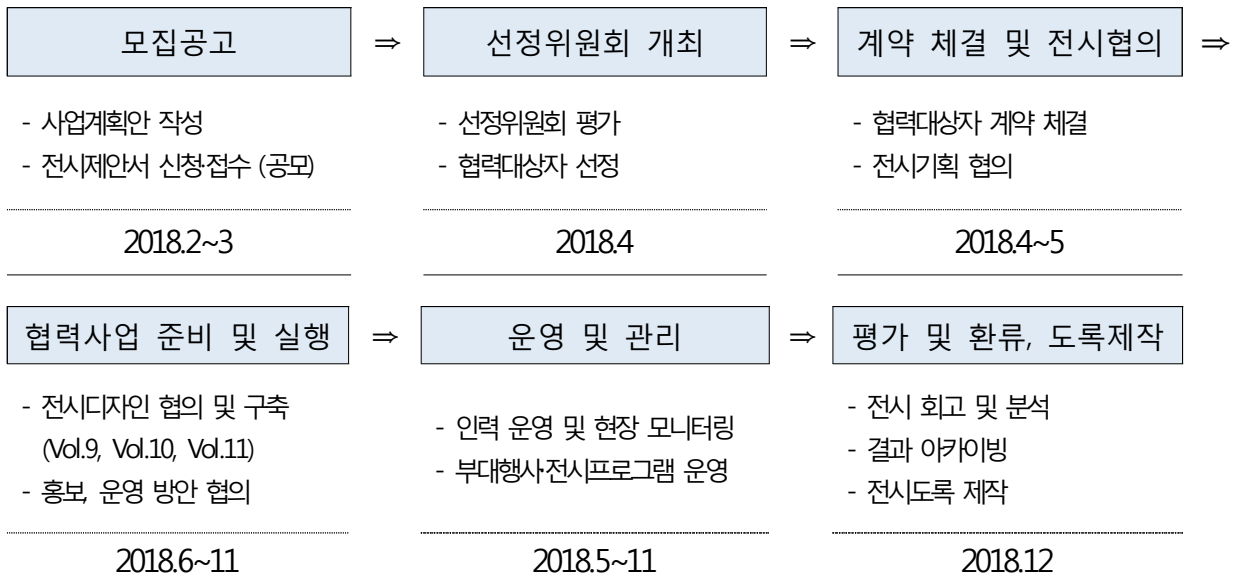 모집공고 ⇒ 선정위원회 개최 ⇒ 계약 체결 및 전시협의 ⇒
- 사업계획안 작성
- 전시제안서 신청·접수 (공모)
2018.2~3
- 선정위원회 평가
- 협력대상자 선정
2018.4
- 협력대상자 계약 체결
- 전시기획 협의
2018.4~5
협력사업 준비 및 실행 ⇒ 운영 및 관리 ⇒ 평가 및 환류, 도록제작
- 전시디자인 협의 및 구축
(Vol.9, Vol.10, Vol.11)
- 홍보, 운영 방안 협의
2018.6~11
- 인력 운영 및 현장 모니터링
- 부대행사·전시프로그램 운영
2018.5~11
- 전시 회고 및 분석
- 결과 아카이빙
- 전시도록 제작
2018.12